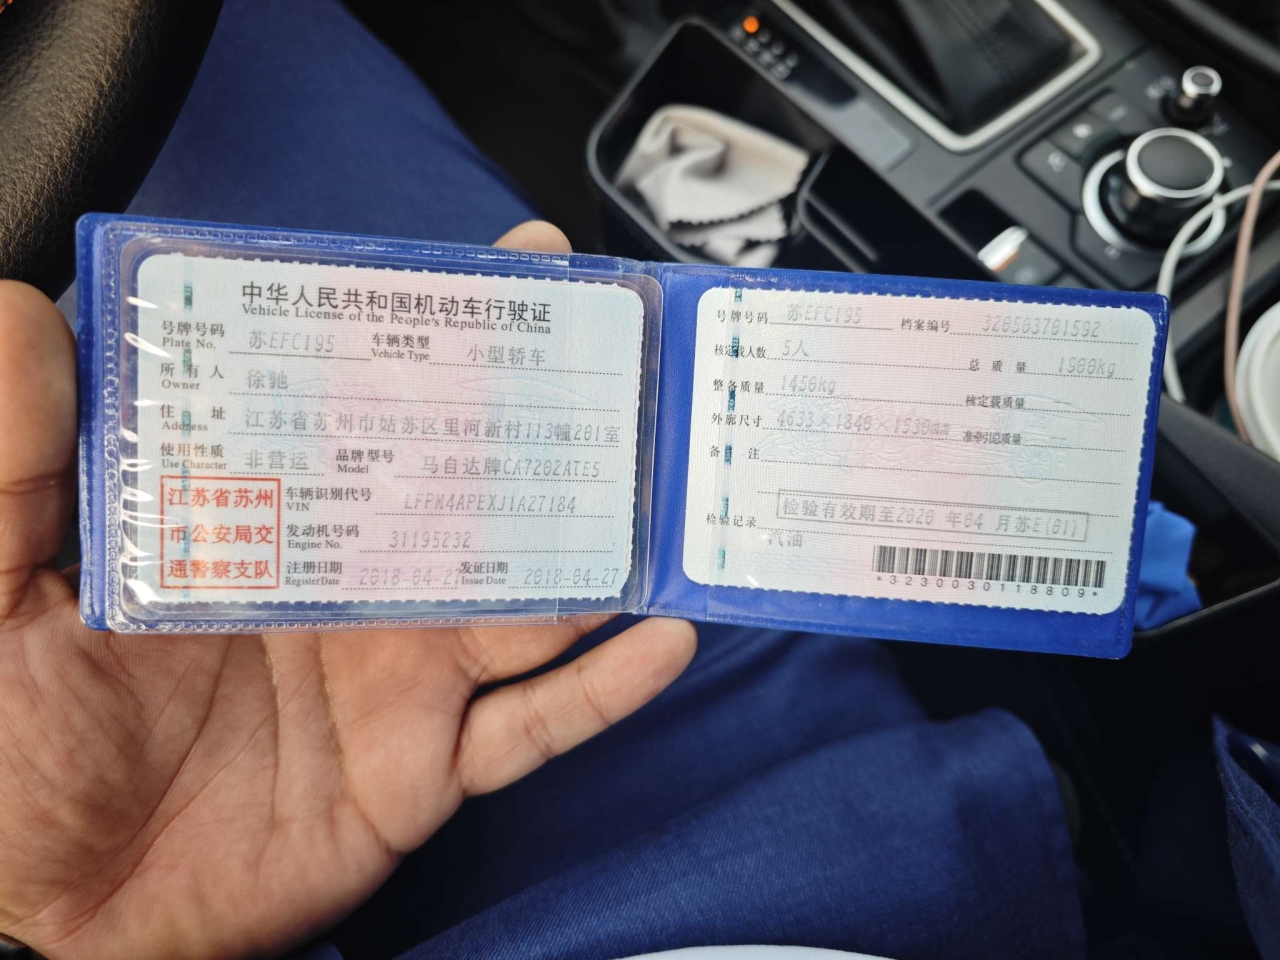 中华人民共和国机动车行驶证
Vehicle License of the People's Republic of China
号牌号码 苏EFC195 车辆类型 小型轿车
Plate No. Vehicle Type
所有人 徐驰
Owner
住址 江苏省苏州市姑苏区里河新村113幢201室
Address
使用性质 非营运 品牌型号 马自达牌CA7202ATE5
Use Character Model
江苏省苏州
市公安局交
通警察支队
车辆识别代号 LFPM4APEXJ1A27184
VIN
发动机号码 31195232
Engine No.
注册日期 2018-04-27 发证日期 2018-04-27
Register Date Issue Date
号牌号码 苏EFC195 档案编号 320503701592
核定载人数 5人 总质量 1900kg
整备质量 1450kg 核定载质量
外廓尺寸 4633×1840×1530mm 准牵引总质量 --
备注
检验记录 检验有效期至2020 年04 月苏E(01)
汽油
*3230030118809*